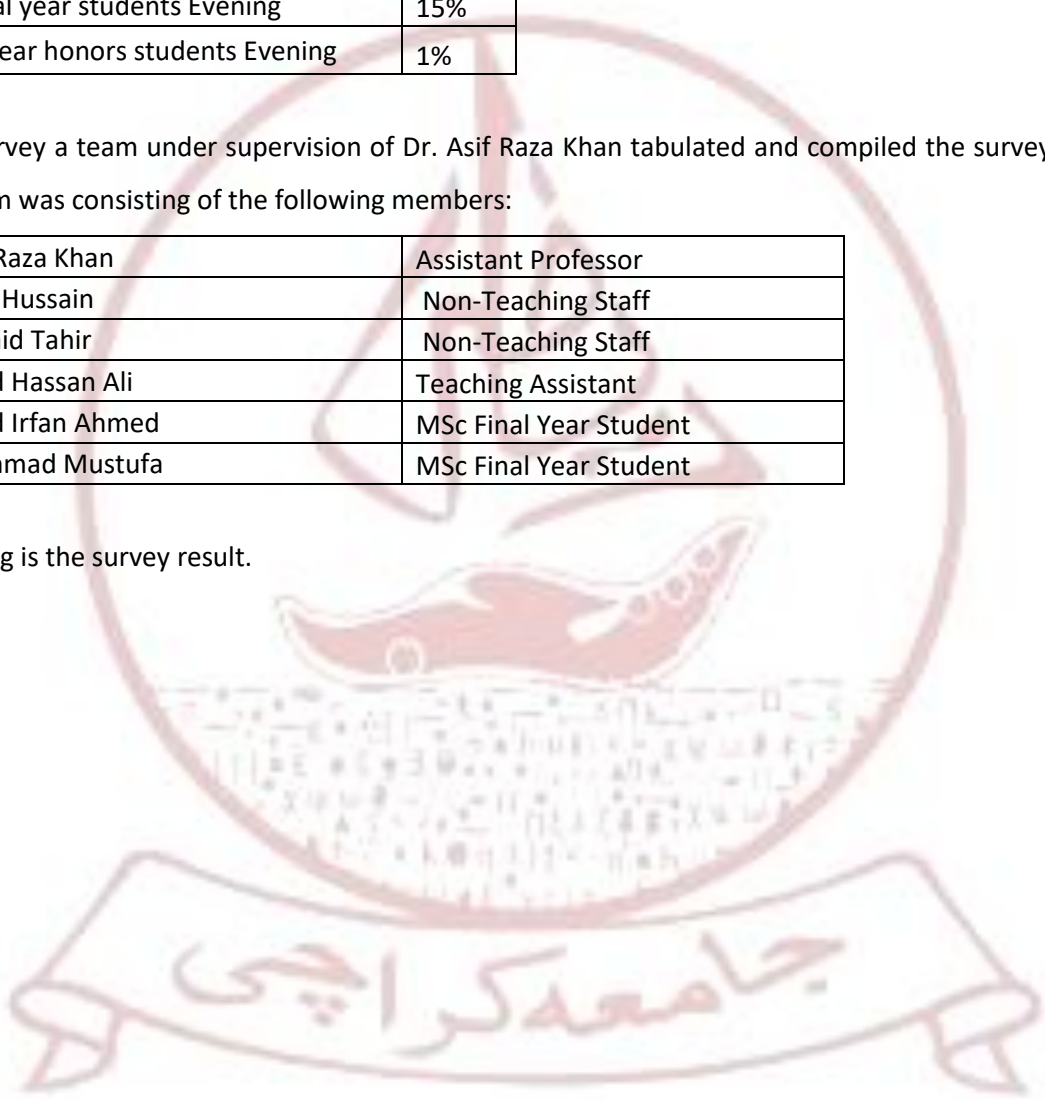 al year students Evening 15%
ear honors students Evening 1%
rvey a team under supervision of Dr. Asif Raza Khan tabulated and compiled the survey
m was consisting of the following members:
Raza Khan Assistant Professor
Hussain Non-Teaching Staff
id Tahir Non-Teaching Staff
d Hassan Ali Teaching Assistant
d Irfan Ahmed MSc Final Year Student
mad Mustufa MSc Final Year Student
g is the survey result.
جامعہ کراچی